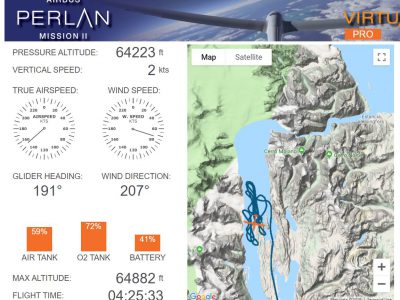 AIRBUS
PERLAN
MISSION II
VIRTU
PRO
PRESSURE ALTITUDE: 64223 ft
VERTICAL SPEED: 2 kts
TRUE AIRSPEED: WIND SPEED:
AIRSPEED
KTS
W. SPEED
KTS
GLIDER HEADING: WIND DIRECTION:
191° 207°
59% 72% 41%
AIR TANK O2 TANK BATTERY
MAX ALTITUDE: 64882 ft
FLIGHT TIME: 04:25:33
Map Satellite
Cerro M
Google